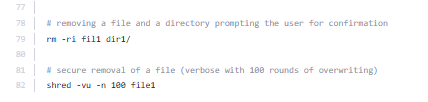 77
78 # removing a file and a directory prompting the user for confirmation
79 rm -ri fil1 dir1/
80
81 # secure removal of a file (verbose with 100 rounds of overwriting)
82 shred -vu -n 100 file1